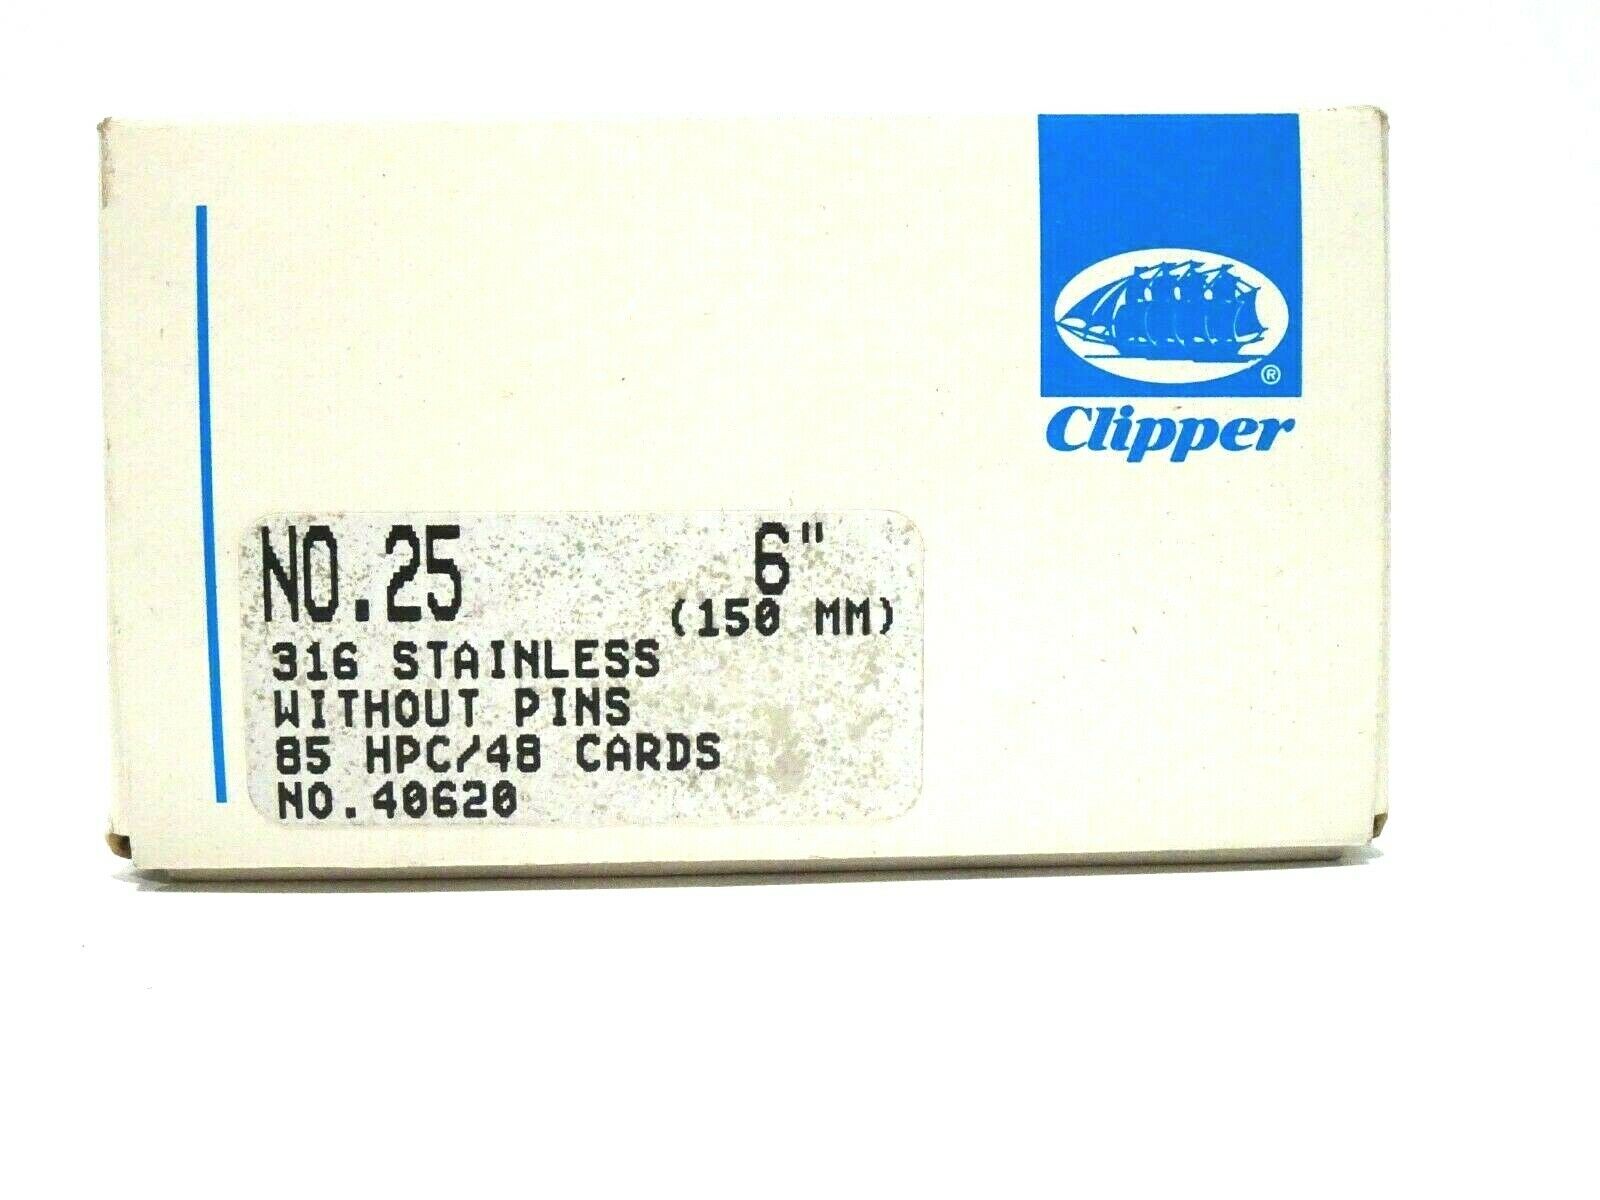 ®
Clipper
NO.25 6"
(150 MM)
316 STAINLESS
WITHOUT PINS
85 HPC/48 CARDS
NO.40620